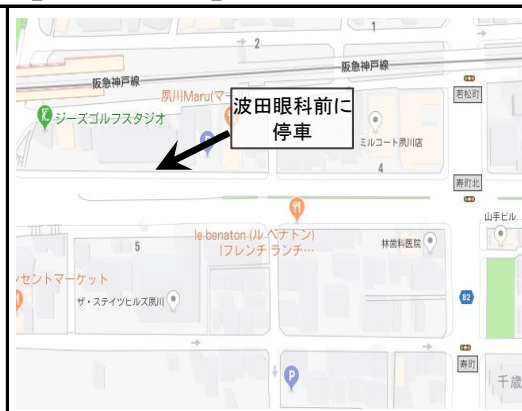 1
2
阪急神戸線
阪急神戸線
夙川Maru(マー
若松町
ジーズゴルフスタジオ
波田眼科前に
停車
P
ミルコート夙川店
4
寿町北
le benaton (ル ベナトン)
|フレンチ ランチ…
山手ビル
林歯科医院
5
ンセントマーケット
ザ・ステイツヒルズ夙川
82
寿町
P
千歳